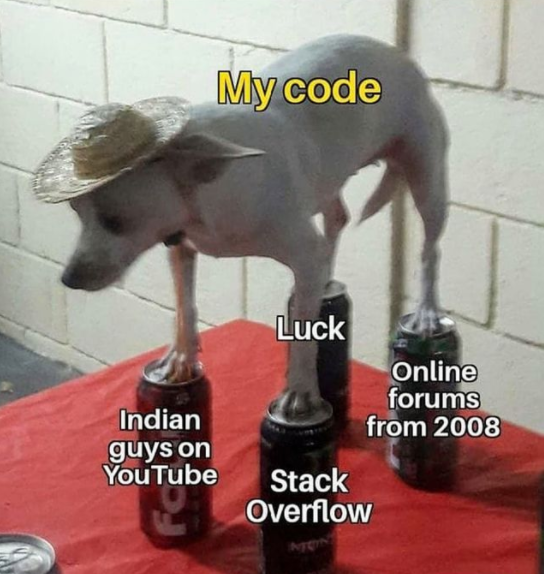 My code
Luck
Online
forums
from 2008
Indian
guys on
YouTube
Stack
Overflow